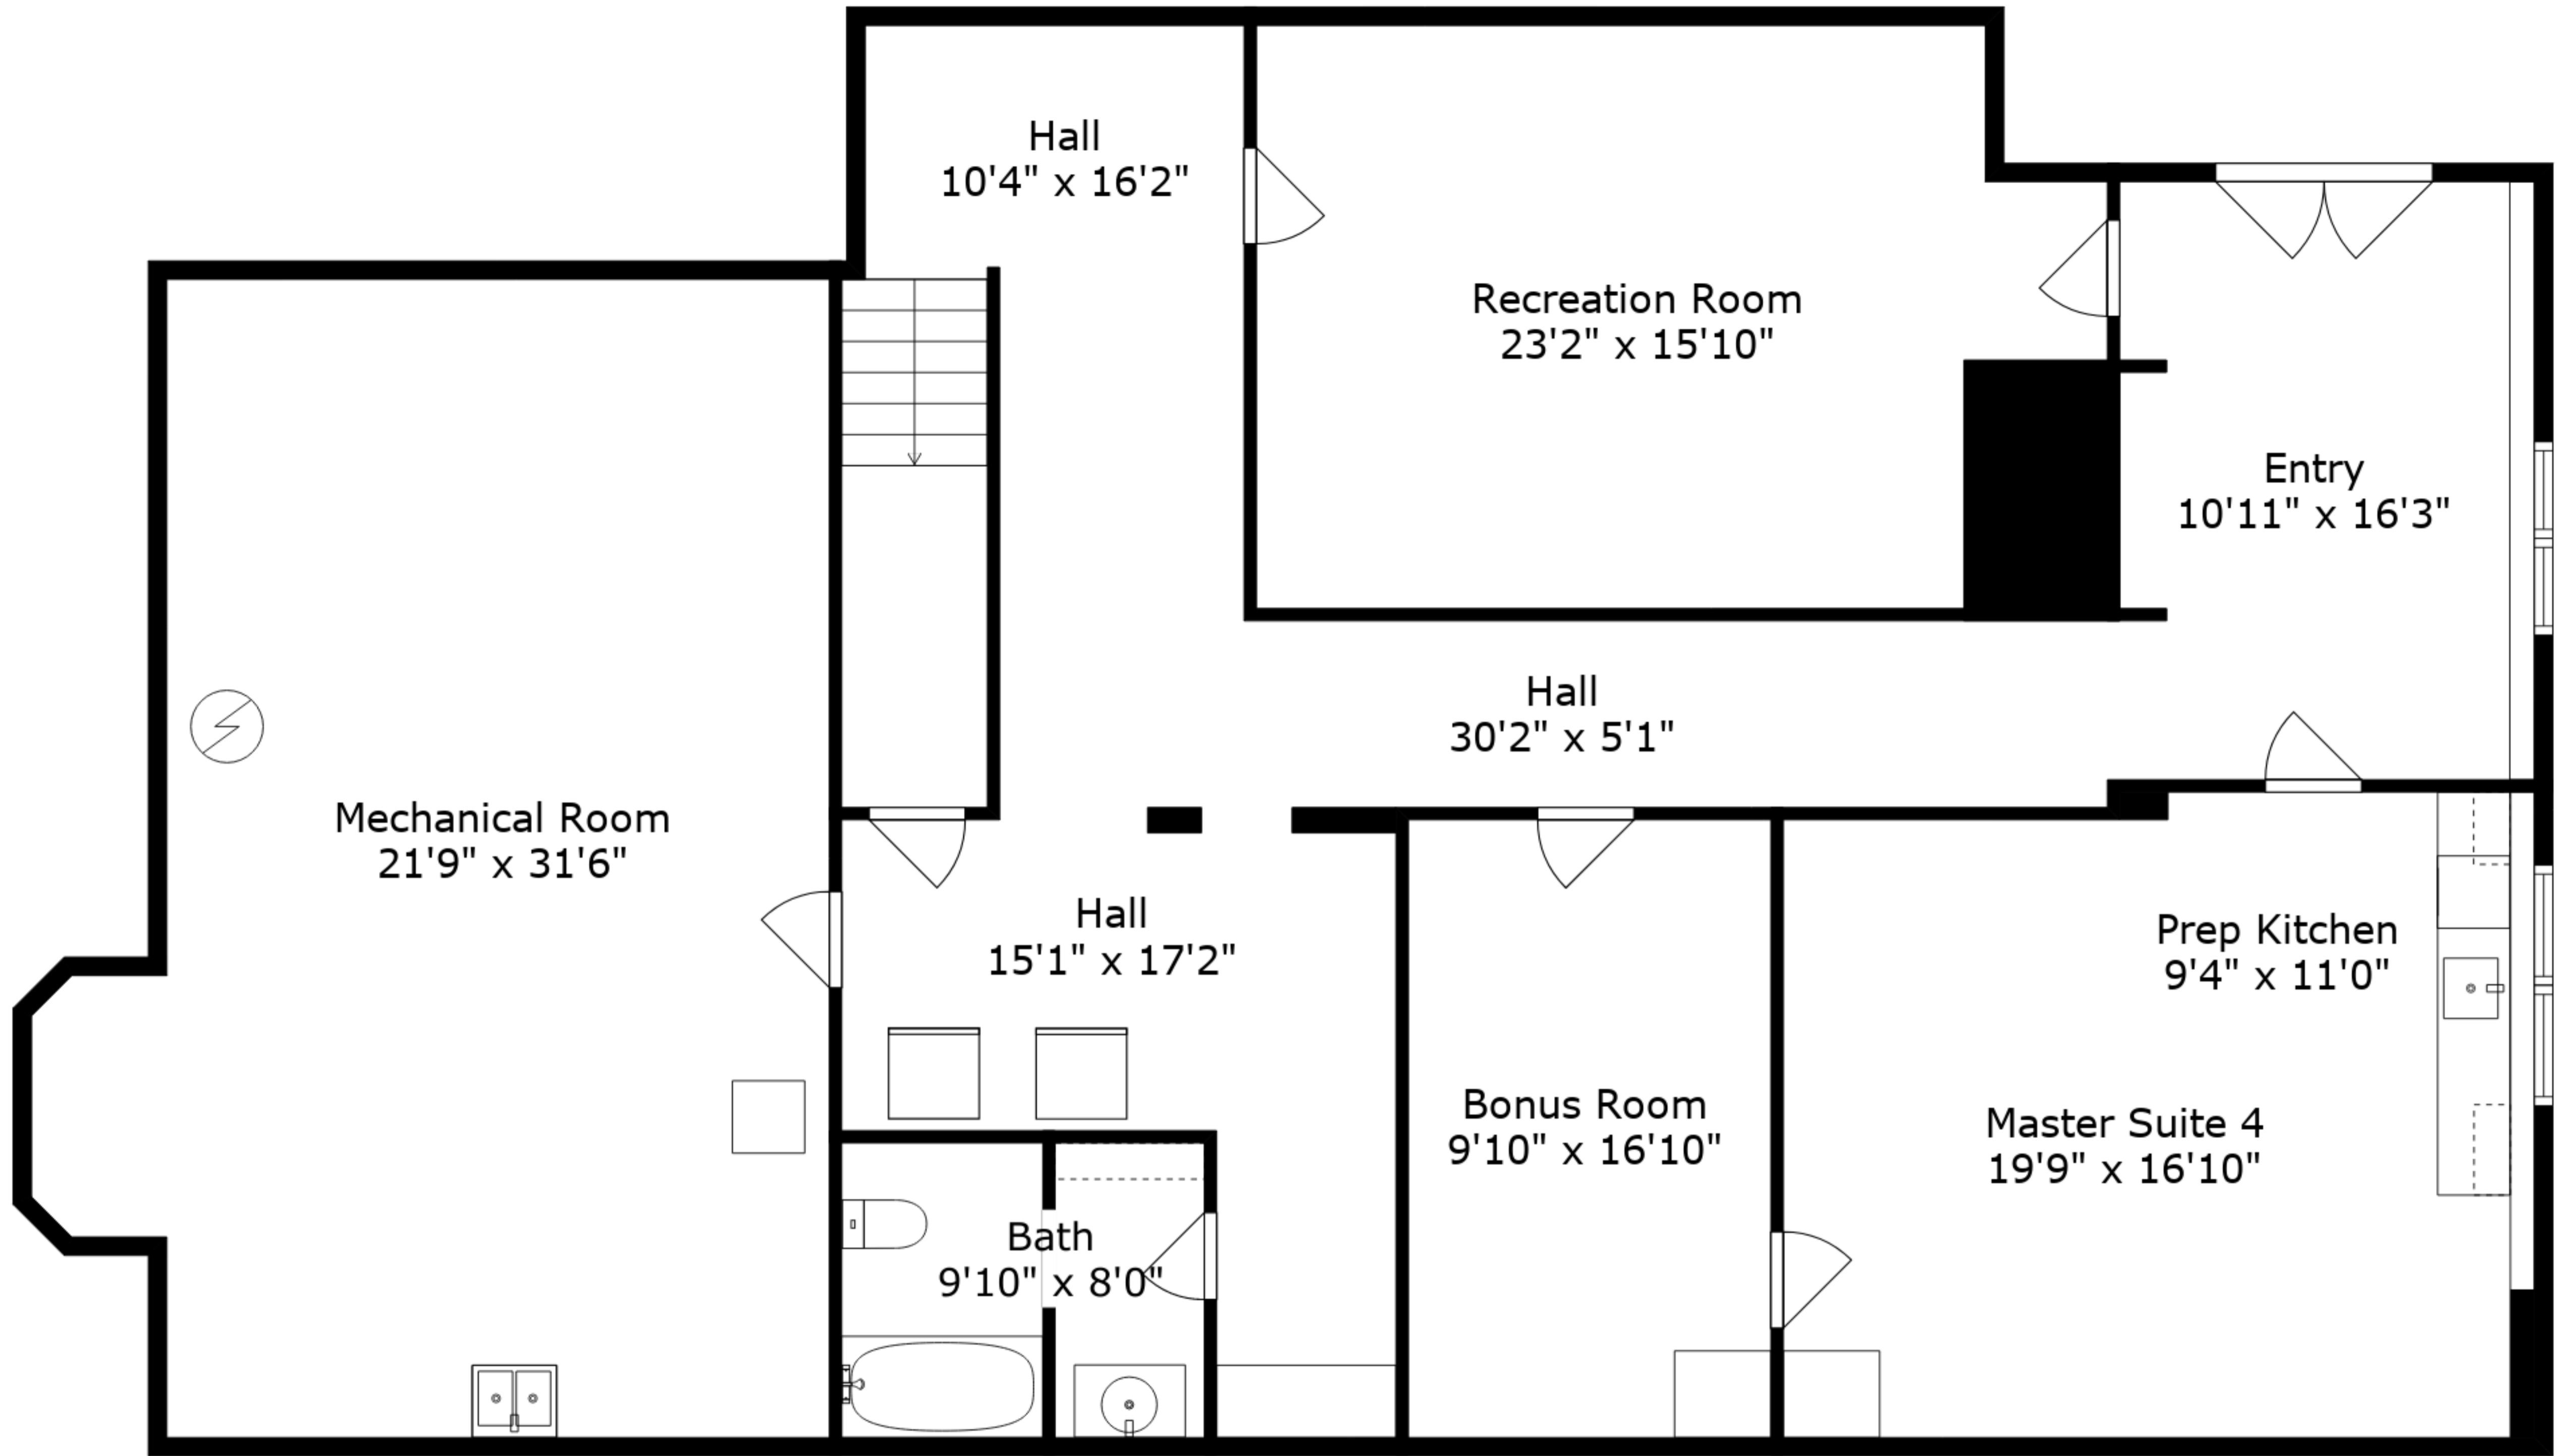 Hall
10'4" x 16'2"
Recreation Room
23'2" x 15'10"
Entry
10'11" x 16'3"
Hall
30'2" x 5'1"
Mechanical Room
21'9" x 31'6"
Hall
15'1" x 17'2"
Prep Kitchen
9'4" x 11'0"
Bonus Room
9'10" x 16'10"
Master Suite 4
19'9" x 16'10"
Bath
9'10" x 8'0"